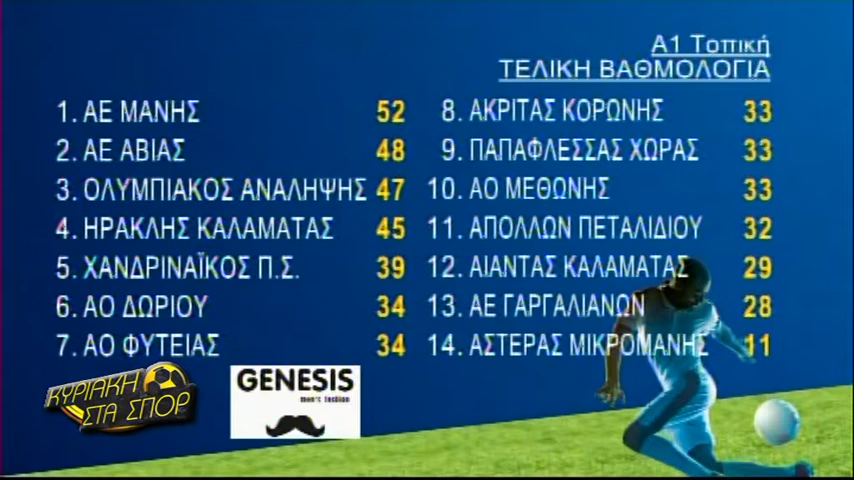 Α1 Τοπική
ΤΕΛΙΚΗ ΒΑΘΜΟΛΟΓΙΑ
1. ΑΕ ΜΑΝΗΣ 52
2. ΑΕ ΑΒΙΑΣ 48
3. ΟΛΥΜΠΙΑΚΟΣ ΑΝΑΛΗΨΗΣ 47
4. ΗΡΑΚΛΗΣ ΚΑΛΑΜΑΤΑΣ 45
5. ΧΑΝΔΡΙΝΑΪΚΟΣ Π.Σ. 39
6. ΑΟ ΔΩΡΙΟΥ 34
7. ΑΟ ΦΥΤΕΙΑΣ 34
8. ΑΚΡΙΤΑΣ ΚΟΡΩΝΗΣ 33
9. ΠΑΠΑΦΛΕΣΣΑΣ ΧΩΡΑΣ 33
10. ΑΟ ΜΕΘΩΝΗΣ 33
11. ΑΠΟΛΛΩΝ ΠΕΤΑΛΙΔΙΟΥ 32
12. ΑΙΑΝΤΑΣ ΚΑΛΑΜΑΤΑΣ 29
13. ΑΕ ΓΑΡΓΑΛΙΑΝΩΝ 28
14. ΑΣΤΕΡΑΣ ΜΙΚΡΟΜΑΝΗΣ 11
ΚΥΡΙΑΚΗ
ΣΤΑ ΣΠΟΡ
GENESIS
men's fashion